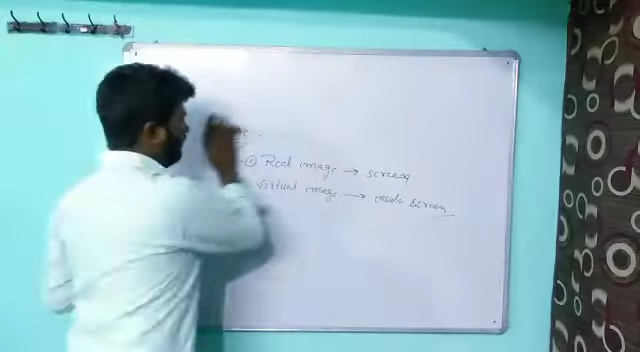 ① Real image → screen
virtual image → inside screen